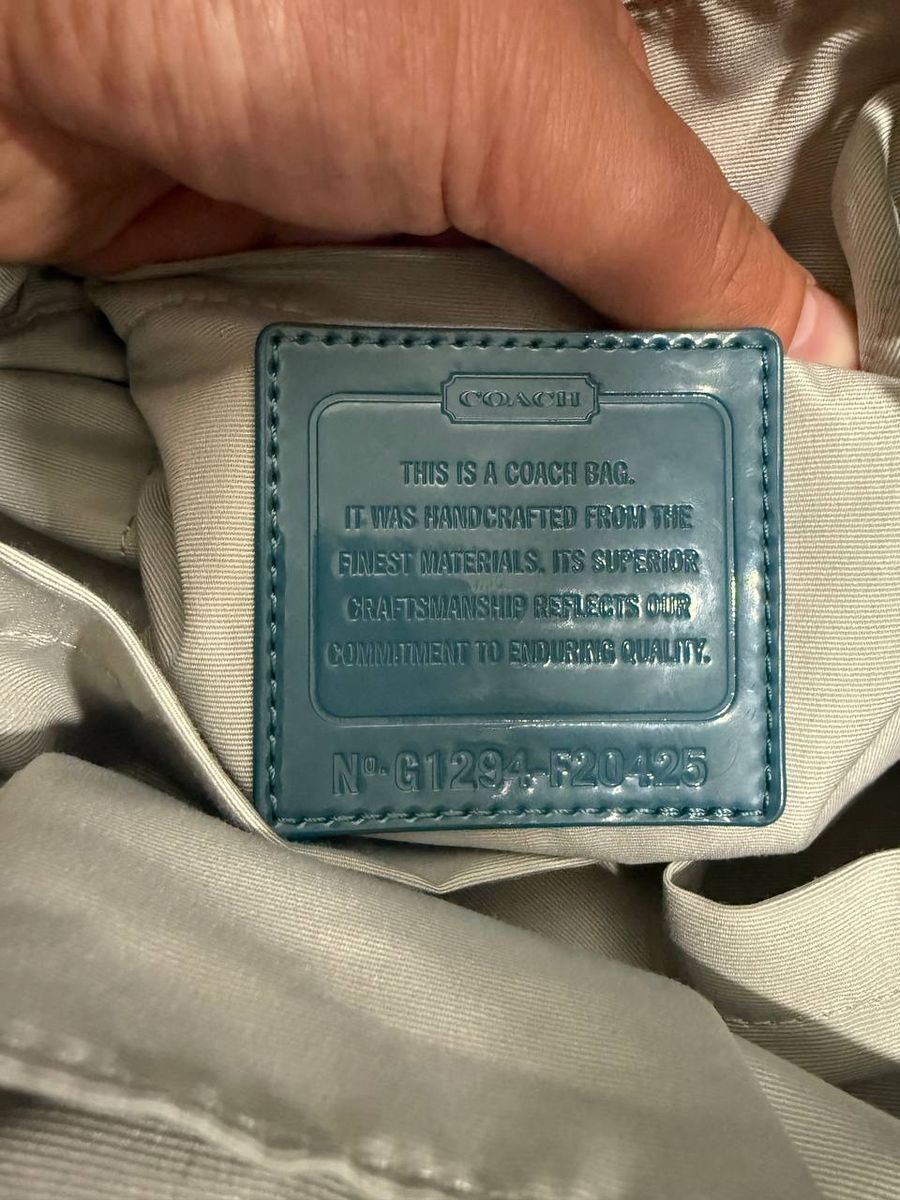 COACH
THIS IS A COACH BAG.
IT WAS HANDCRAFTED FROM THE
FINEST MATERIALS. ITS SUPERIOR
CRAFTSMANSHIP REFLECTS OUR
COMMITMENT TO ENDURING QUALITY.
Nº. G1294-F20425